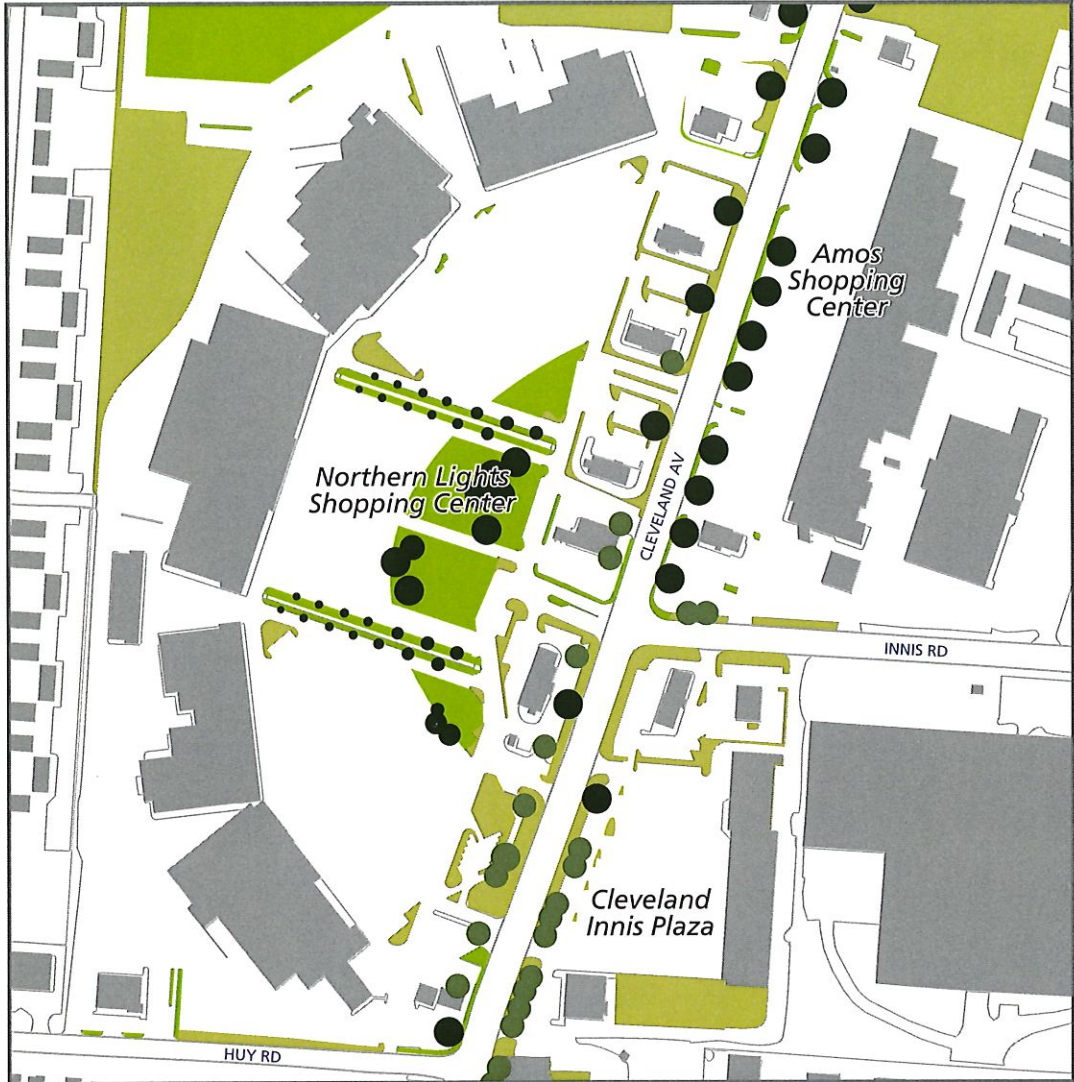 Amos
Shopping
Center
Northern Lights
Shopping Center
CLEVELAND AV
INNIS RD
Cleveland
Innis Plaza
HUY RD